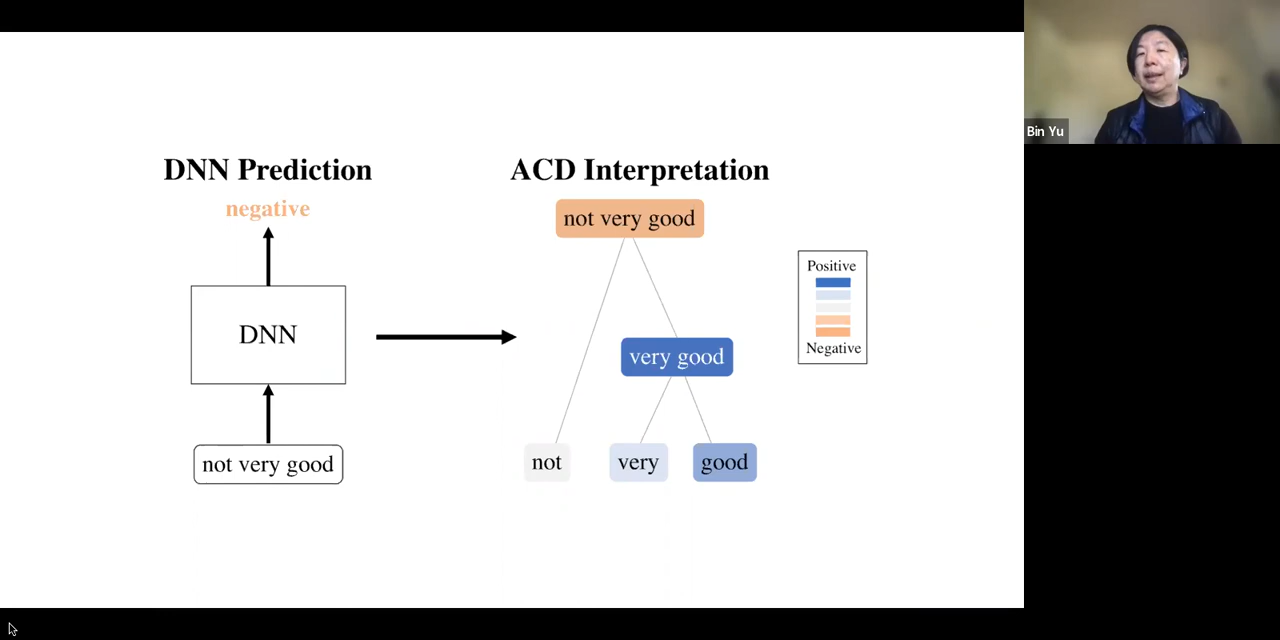 DNN Prediction
negative
DNN
not very good
ACD Interpretation
not very good
very good
not
very
good
Positive
Negative
Bin Yu